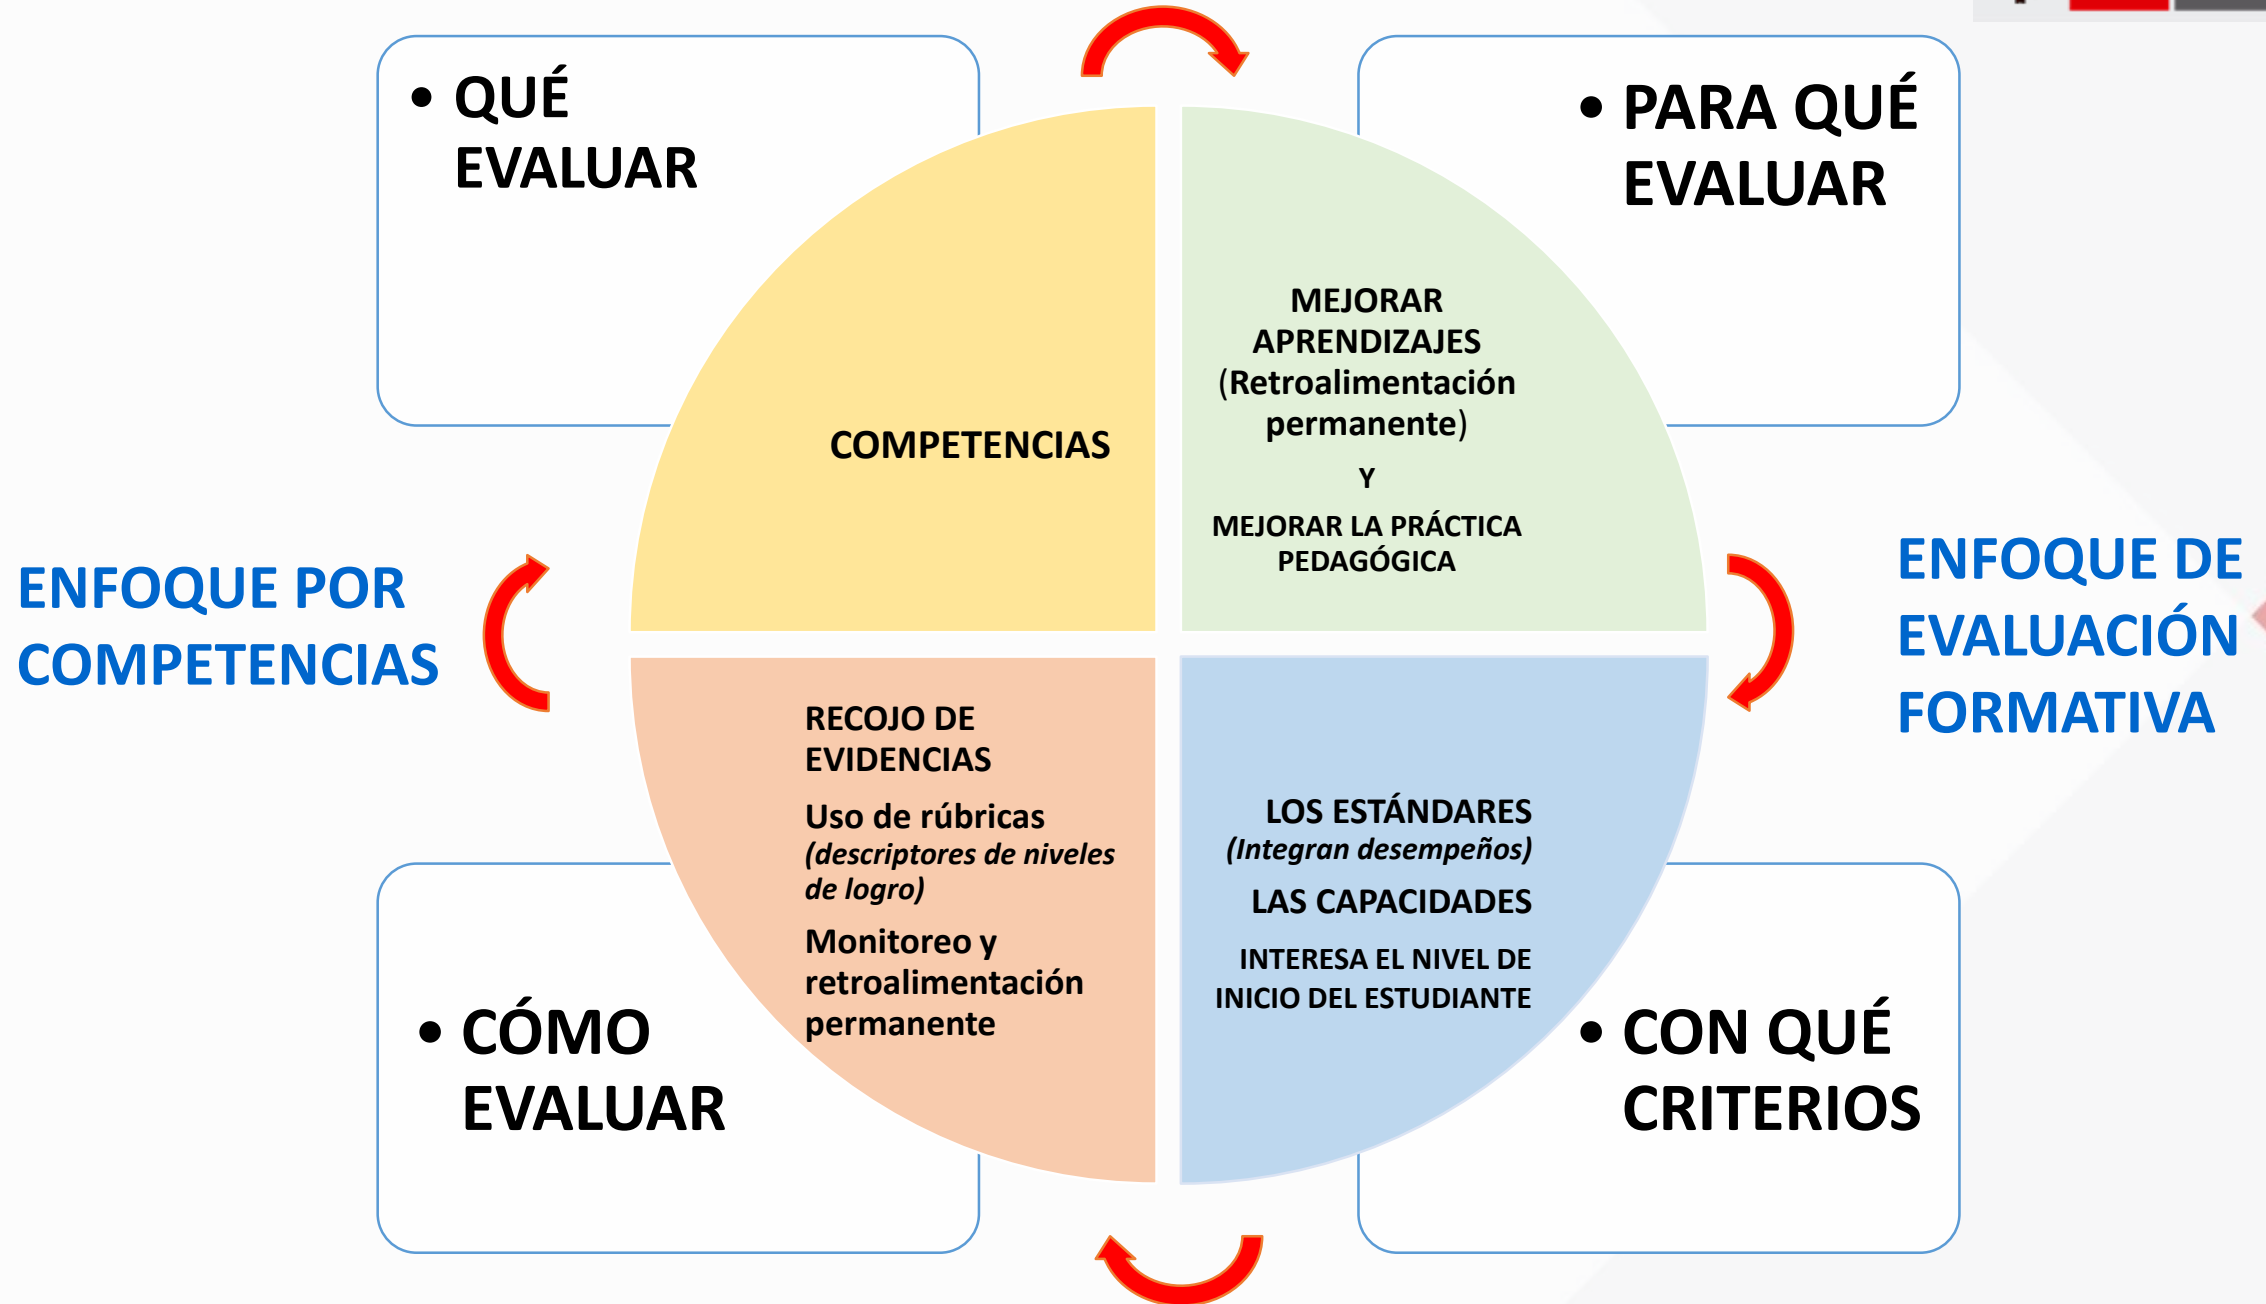 • QUÉ
EVALUAR
• PARA QUÉ
EVALUAR
COMPETENCIAS
MEJORAR
APRENDIZAJES
(Retroalimentación
permanente)
Y
MEJORAR LA PRÁCTICA
PEDAGÓGICA
ENFOQUE POR
COMPETENCIAS
ENFOQUE DE
EVALUACIÓN
FORMATIVA
RECOJO DE
EVIDENCIAS
Uso de rúbricas
(descriptores de niveles
de logro)
Monitoreo y
retroalimentación
permanente
LOS ESTÁNDARES
(Integran desempeños)
LAS CAPACIDADES
INTERESA EL NIVEL DE
INICIO DEL ESTUDIANTE
• CÓMO
EVALUAR
• CON QUÉ
CRITERIOS